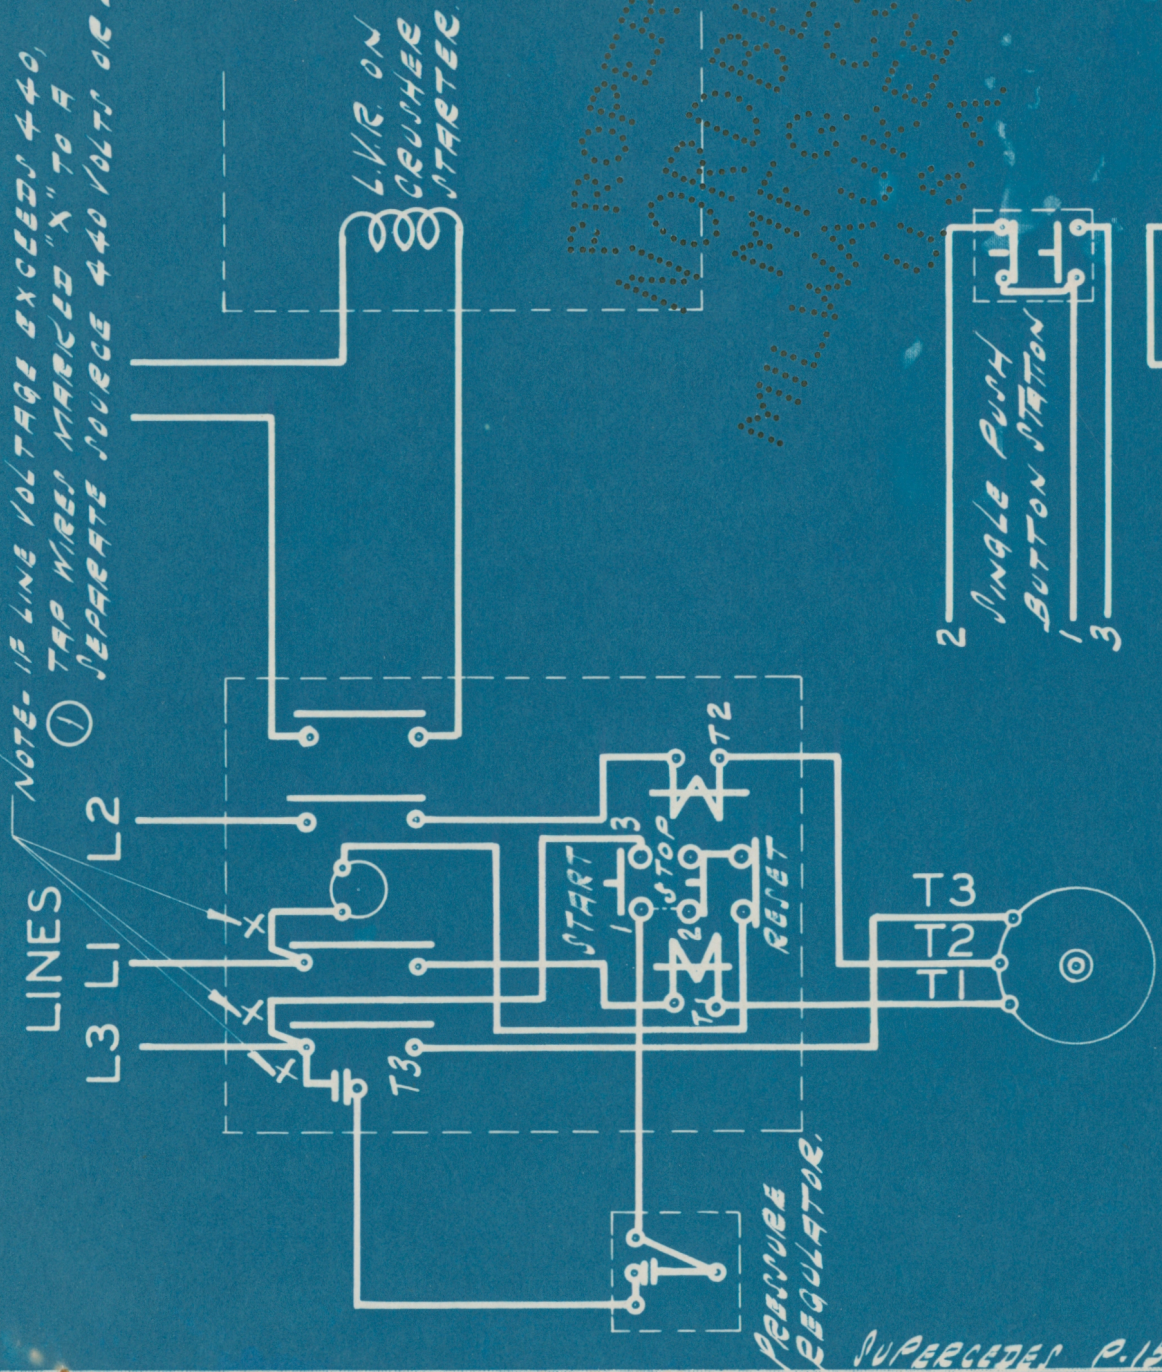 NOTE- IF LINE VOLTAGE EXCEEDS 440,
1 TAP WIRES MARKED "X" TO A
SEPARATE SOURCE 440 VOLTS OR
LINES
L3 L1 L2
X
X
X
L.V.R. ON
CRUSHER
STARTER.
MILWAUKEE
U.S.A.
2
SINGLE PUSH
BUTTON STATION
1
3
START
1
3
STOP
2
RESET
T2
T1
T3
T3
T2
T1
PRESSURE
REGULATOR.
SUPERCEDES P-